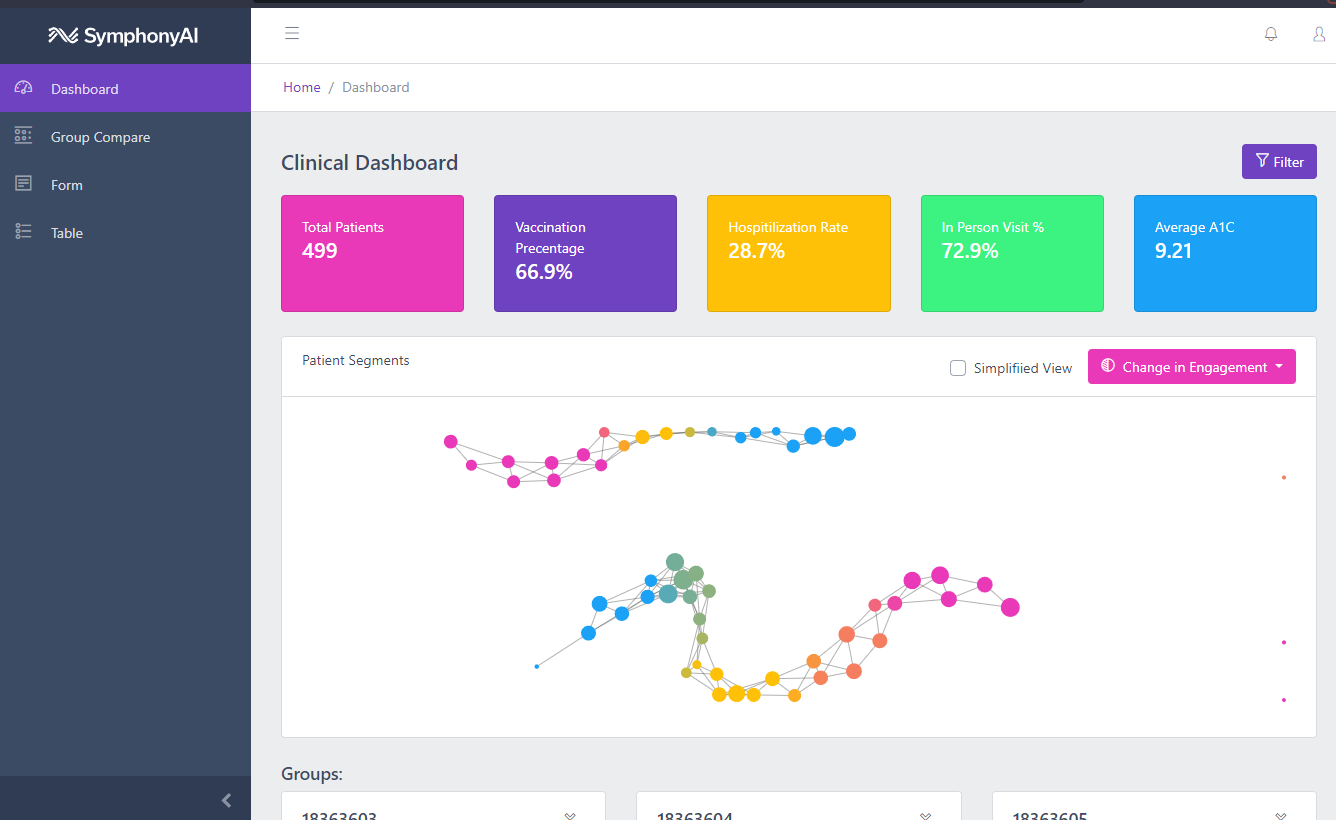 SymphonyAI
Dashboard
Group Compare
Form
Table
Home / Dashboard
Clinical Dashboard
Filter
Total Patients
499
Vaccination
Precentage
66.9%
Hospitilization Rate
28.7%
In Person Visit %
72.9%
Average A1C
9.21
Patient Segments
Simplifiied View
Change in Engagement
Groups:
18363603
18363604
18363605